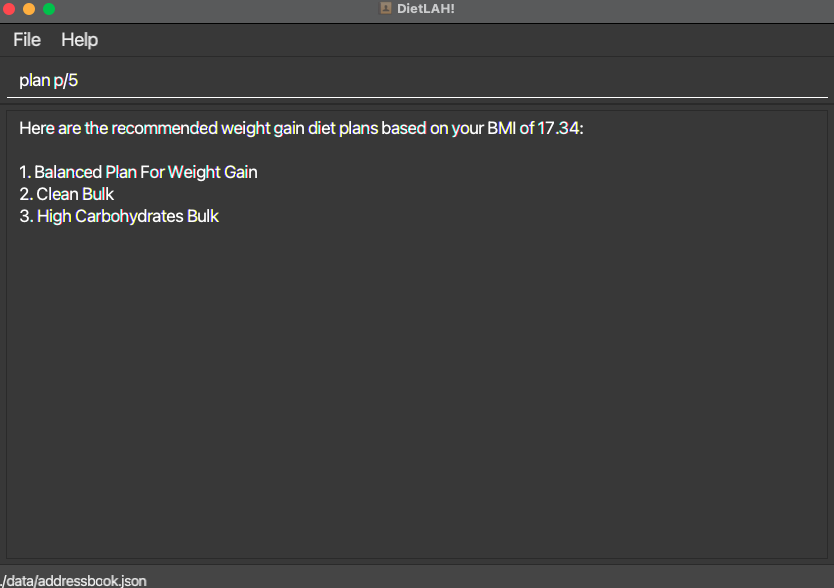 DietLAH!
File Help
plan p/5
Here are the recommended weight gain diet plans based on your BMI of 17.34:
1. Balanced Plan For Weight Gain
2. Clean Bulk
3. High Carbohydrates Bulk
./data/addressbook.json